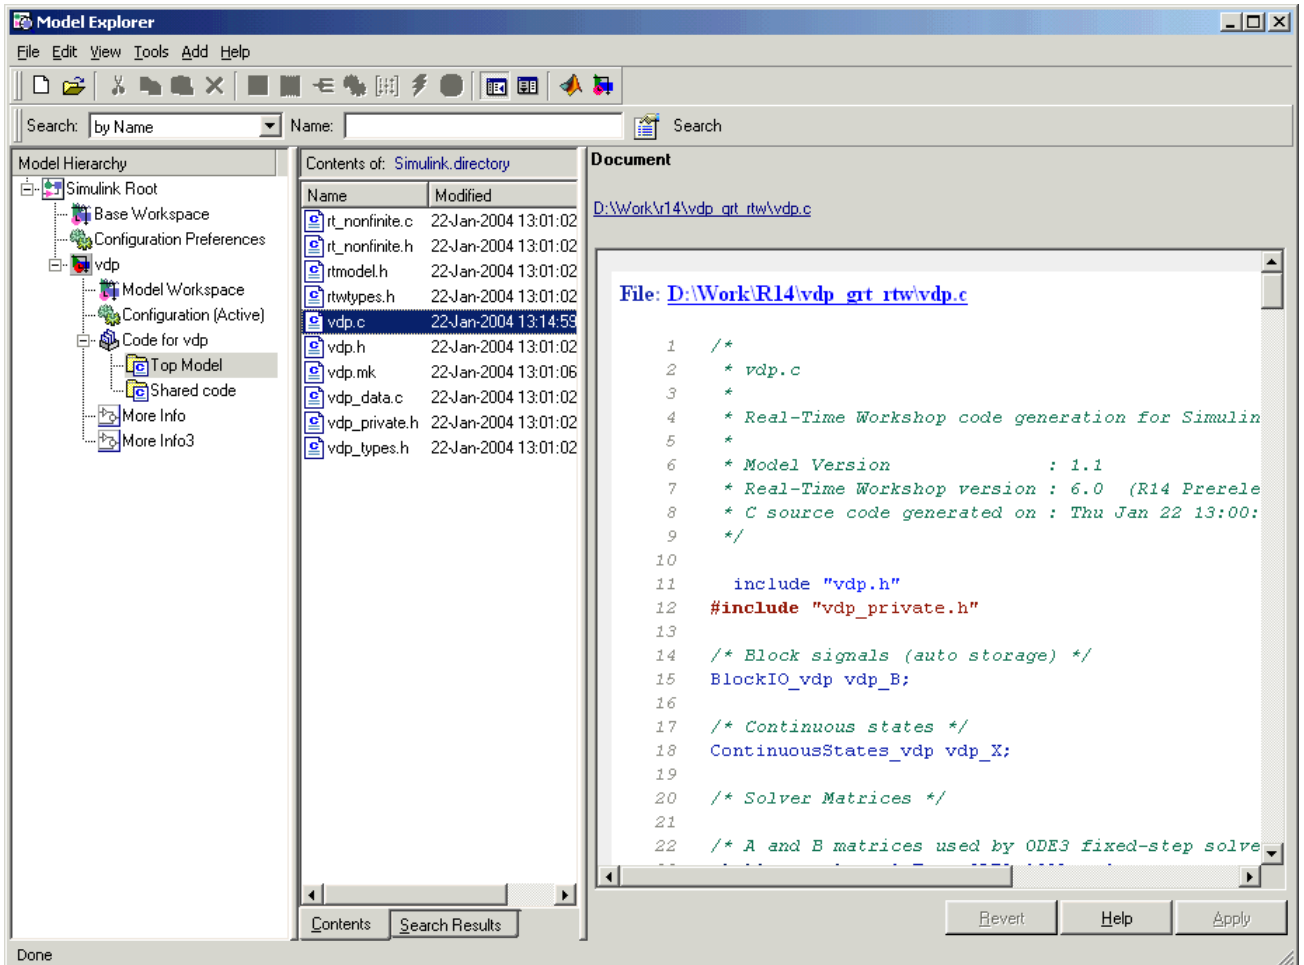 Model Explorer
File Edit View Tools Add Help
Search: by Name Name: Search
Model Hierarchy
Simulink Root
Base Workspace
Configuration Preferences
vdp
Model Workspace
Configuration (Active)
Code for vdp
Top Model
Shared code
More Info
More Info3
Contents of: Simulink.directory
Name Modified
rt_nonfinite.c 22-Jan-2004 13:01:02
rt_nonfinite.h 22-Jan-2004 13:01:02
rtmodel.h 22-Jan-2004 13:01:02
rtwtypes.h 22-Jan-2004 13:01:02
vdp.c 22-Jan-2004 13:14:59
vdp.h 22-Jan-2004 13:01:02
vdp.mk 22-Jan-2004 13:01:06
vdp_data.c 22-Jan-2004 13:01:02
vdp_private.h 22-Jan-2004 13:01:02
vdp_types.h 22-Jan-2004 13:01:02
Contents Search Results
Document
D:\Work\r14\vdp_grt_rtw\vdp.c
File: D:\Work\R14\vdp_grt_rtw\vdp.c
1 /*
2 * vdp.c
3 *
4 * Real-Time Workshop code generation for Simulin
5 *
6 * Model Version : 1.1
7 * Real-Time Workshop version : 6.0 (R14 Prerele
8 * C source code generated on : Thu Jan 22 13:00:
9 */
10
11 include "vdp.h"
12 #include "vdp_private.h"
13
14 /* Block signals (auto storage) */
15 BlockIO_vdp vdp_B;
16
17 /* Continuous states */
18 ContinuousStates_vdp vdp_X;
19
20 /* Solver Matrices */
21
22 /* A and B matrices used by ODE3 fixed-step solve
Revert Help Apply
Done